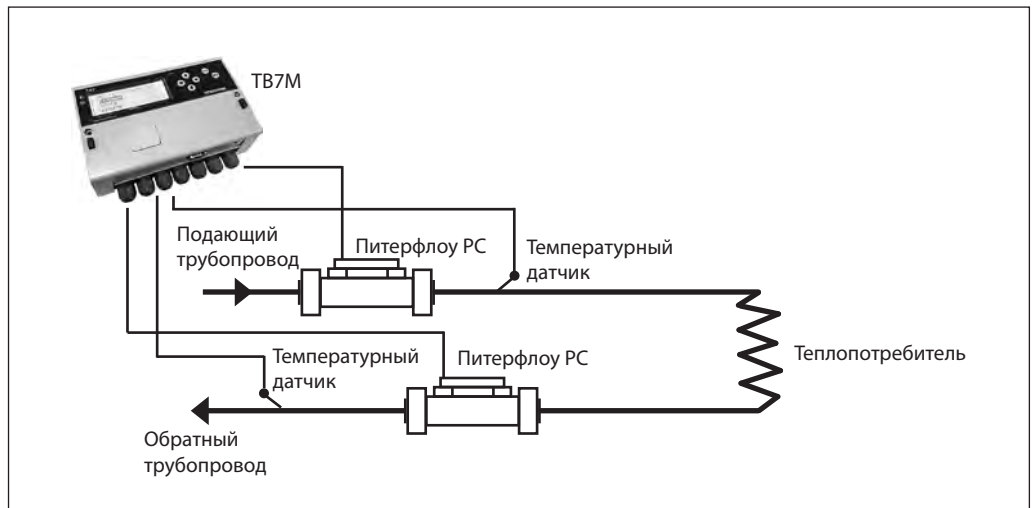 ТВ7М
Подающий
трубопровод
Питерфлоу РС
Температурный
датчик
Теплопотребитель
Температурный
датчик
Питерфлоу РС
Обратный
трубопровод